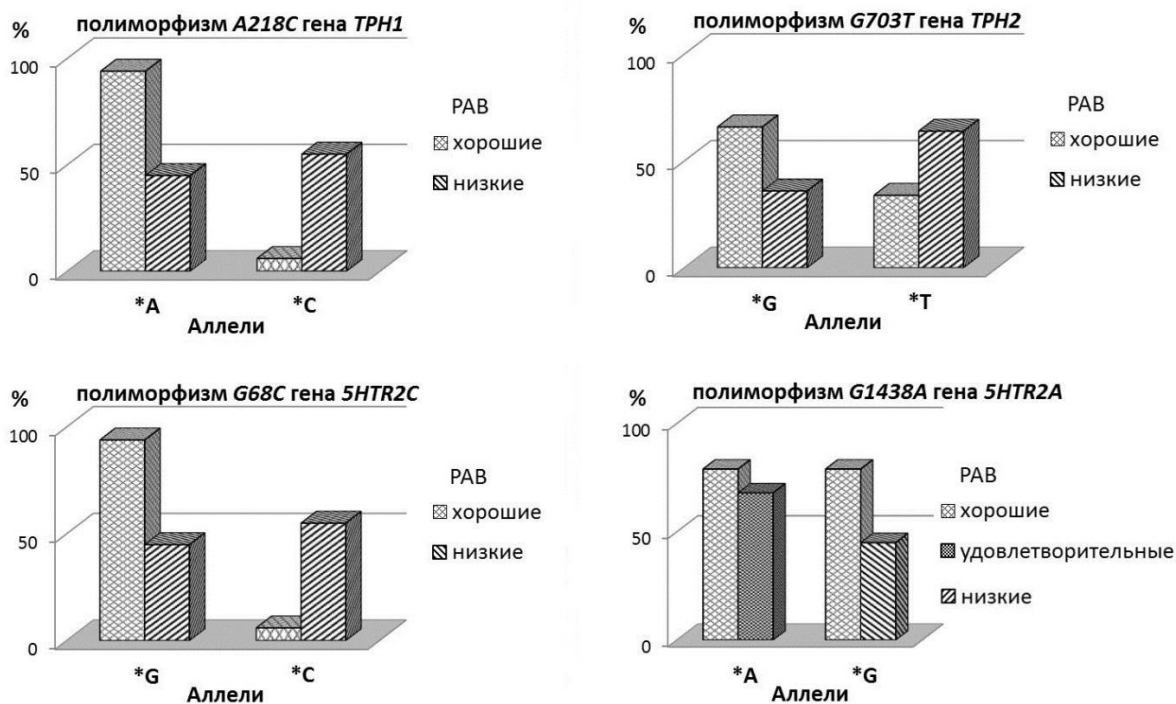 полиморфизм A218C гена TPH1
%
100
50
0
*A *C
Аллели
РАВ
хорошие
низкие
полиморфизм G703T гена TPH2
%
100
50
0
*G *T
Аллели
РАВ
хорошие
низкие
полиморфизм G68C гена 5HTR2C
%
100
50
0
*G *C
Аллели
РАВ
хорошие
низкие
полиморфизм G1438A гена 5HTR2A
%
100
50
0
*A *G
Аллели
РАВ
хорошие
удовлетворительные
низкие